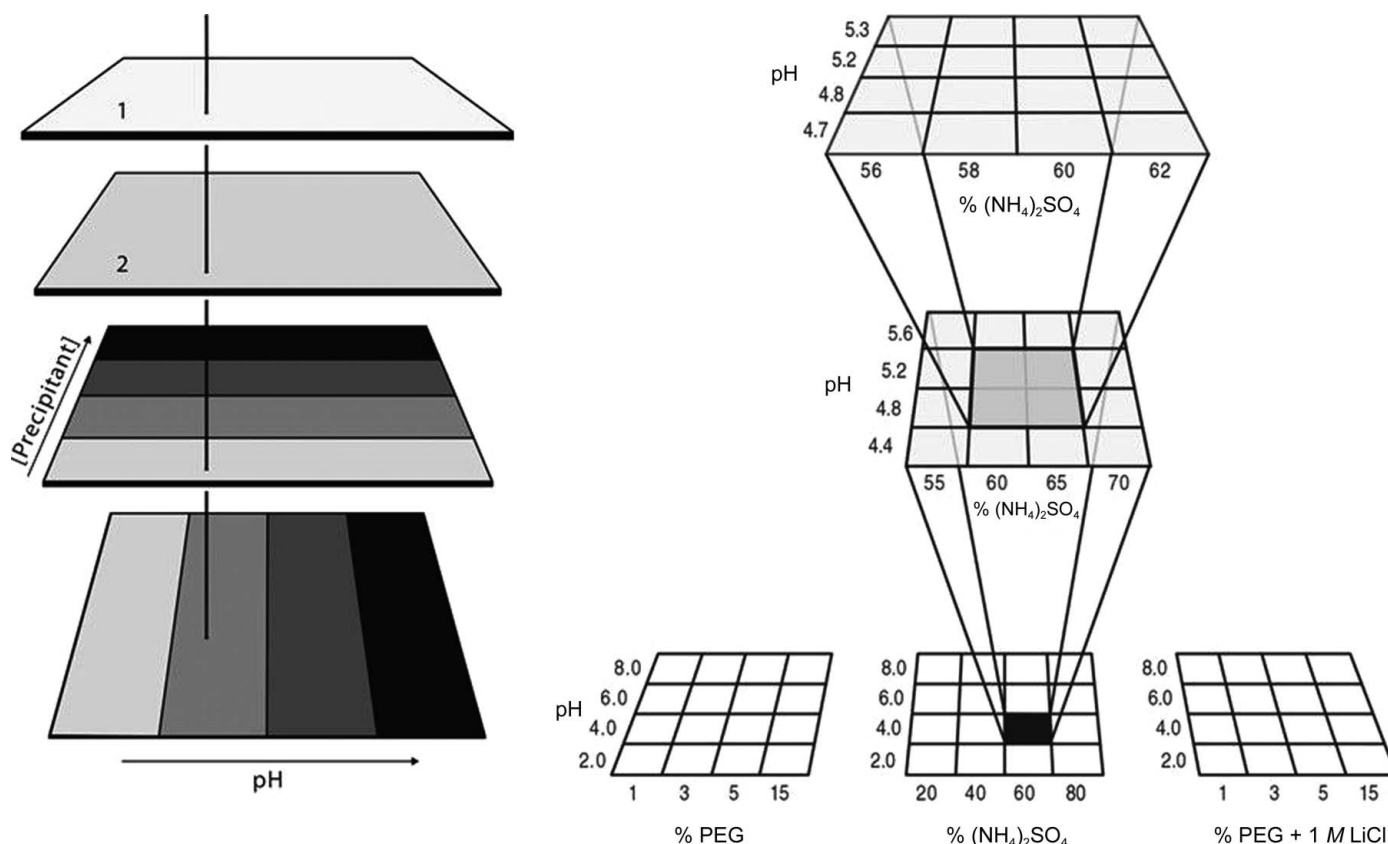 1
2
[Precipitant]
pH
5.3
5.2
pH
4.8
4.7
56 58 60 62
% (NH₄)₂SO₄
5.6
5.2
pH
4.8
4.4
55 60 65 70
% (NH₄)₂SO₄
8.0
6.0
pH
4.0
2.0
1 3 5 15
% PEG
8.0
6.0
4.0
2.0
20 40 60 80
% (NH₄)₂SO₄
8.0
6.0
4.0
2.0
1 3 5 15
% PEG + 1 M LiCl